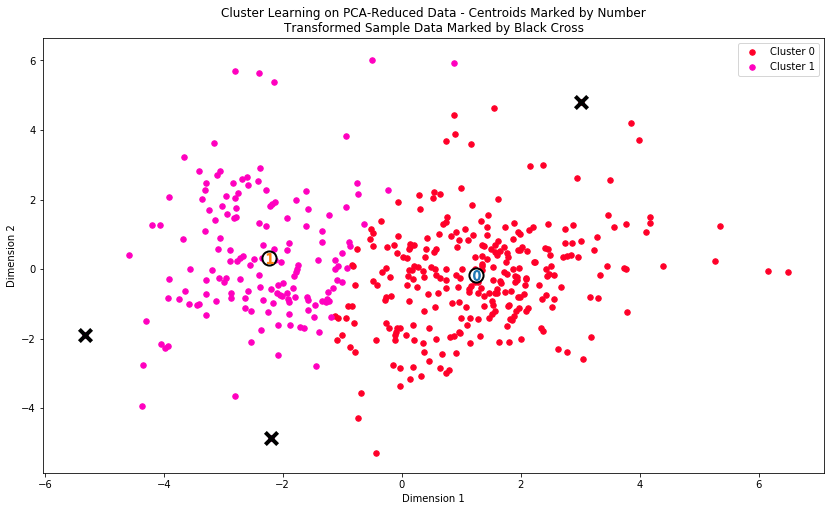 Cluster Learning on PCA-Reduced Data - Centroids Marked by Number
Transformed Sample Data Marked by Black Cross
Cluster 0
Cluster 1
6
4
2
0
−2
−4
Dimension 2
1
0
−6
−4
−2
0
2
4
6
Dimension 1